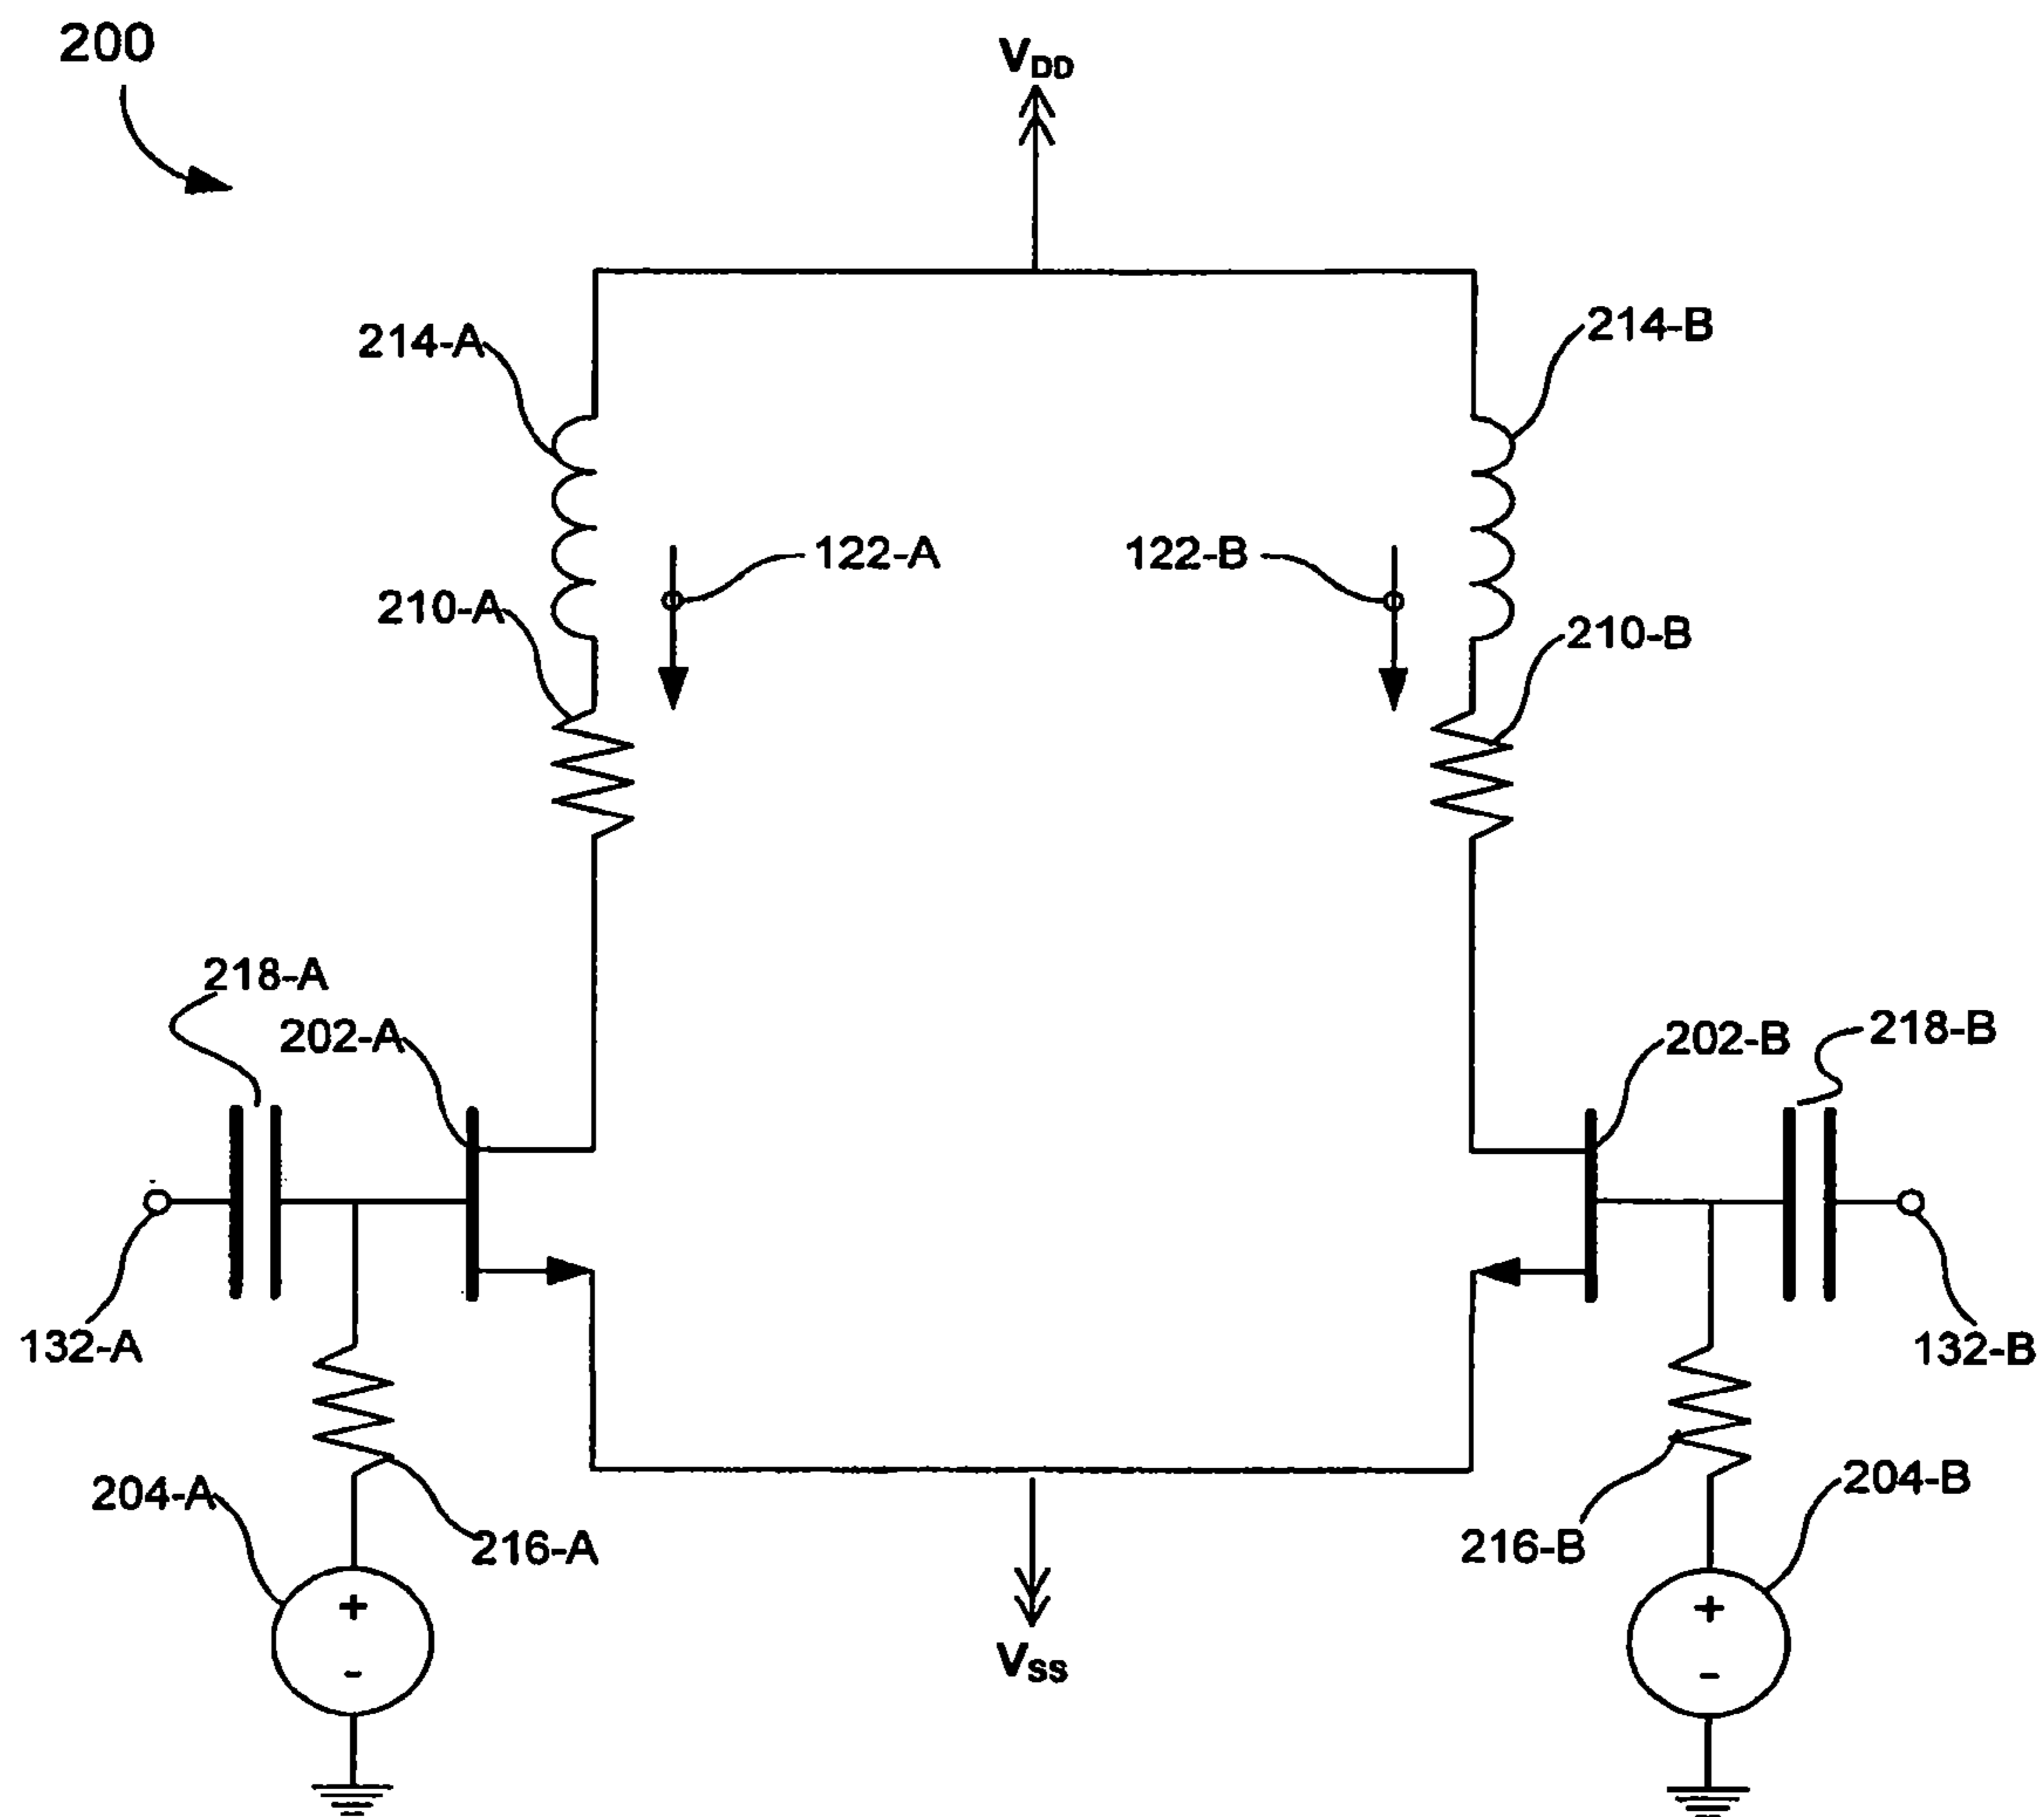 200
VDD
214-A
214-B
122-A
122-B
210-A
210-B
218-A
202-A
202-B
218-B
132-A
132-B
204-A
216-A
216-B
204-B
+
-
+
-
VSS